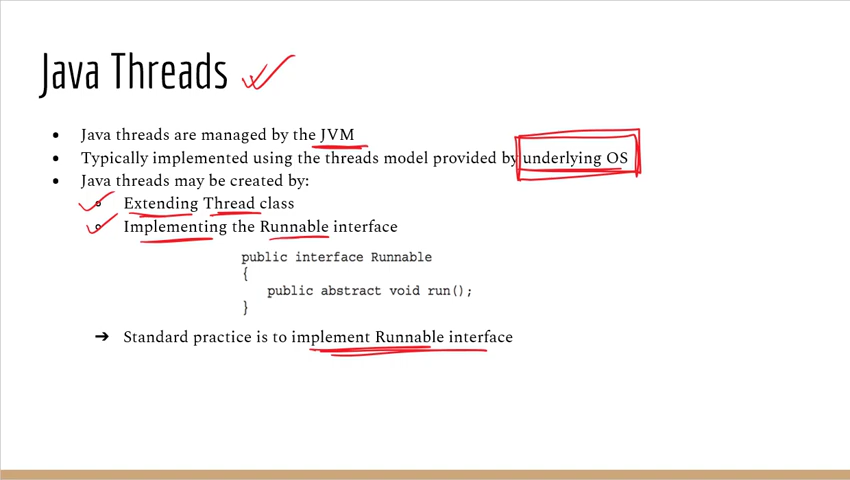 Java Threads
• Java threads are managed by the JVM
• Typically implemented using the threads model provided by underlying OS
• Java threads may be created by:
○ Extending Thread class
○ Implementing the Runnable interface
public interface Runnable
{
public abstract void run();
}
➔ Standard practice is to implement Runnable interface